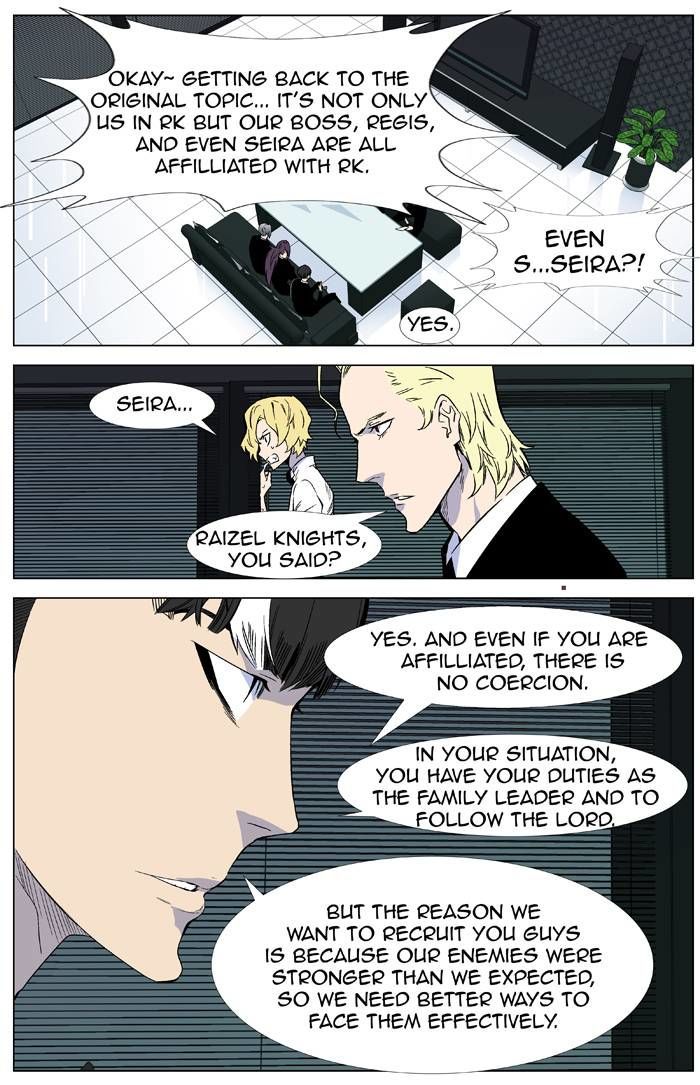 OKAY~ GETTING BACK TO THE
ORIGINAL TOPIC... IT'S NOT ONLY
US IN RK BUT OUR BOSS, REGIS,
AND EVEN SEIRA ARE ALL
AFFILLIATED WITH RK.
EVEN
S...SEIRA?!
YES.
SEIRA...
RAIZEL KNIGHTS,
YOU SAID?
YES. AND EVEN IF YOU ARE
AFFILLIATED, THERE IS
NO COERCION.
IN YOUR SITUATION,
YOU HAVE YOUR DUTIES AS
THE FAMILY LEADER AND TO
FOLLOW THE LORD.
BUT THE REASON WE
WANT TO RECRUIT YOU GUYS
IS BECAUSE OUR ENEMIES WERE
STRONGER THAN WE EXPECTED,
SO WE NEED BETTER WAYS TO
FACE THEM EFFECTIVELY.